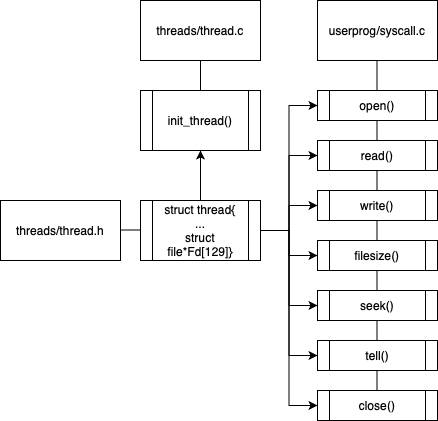 threads/thread.c
userprog/syscall.c
init_thread()
open()
read()
threads/thread.h
struct thread{
...
struct
file*Fd[129]}
write()
filesize()
seek()
tell()
close()